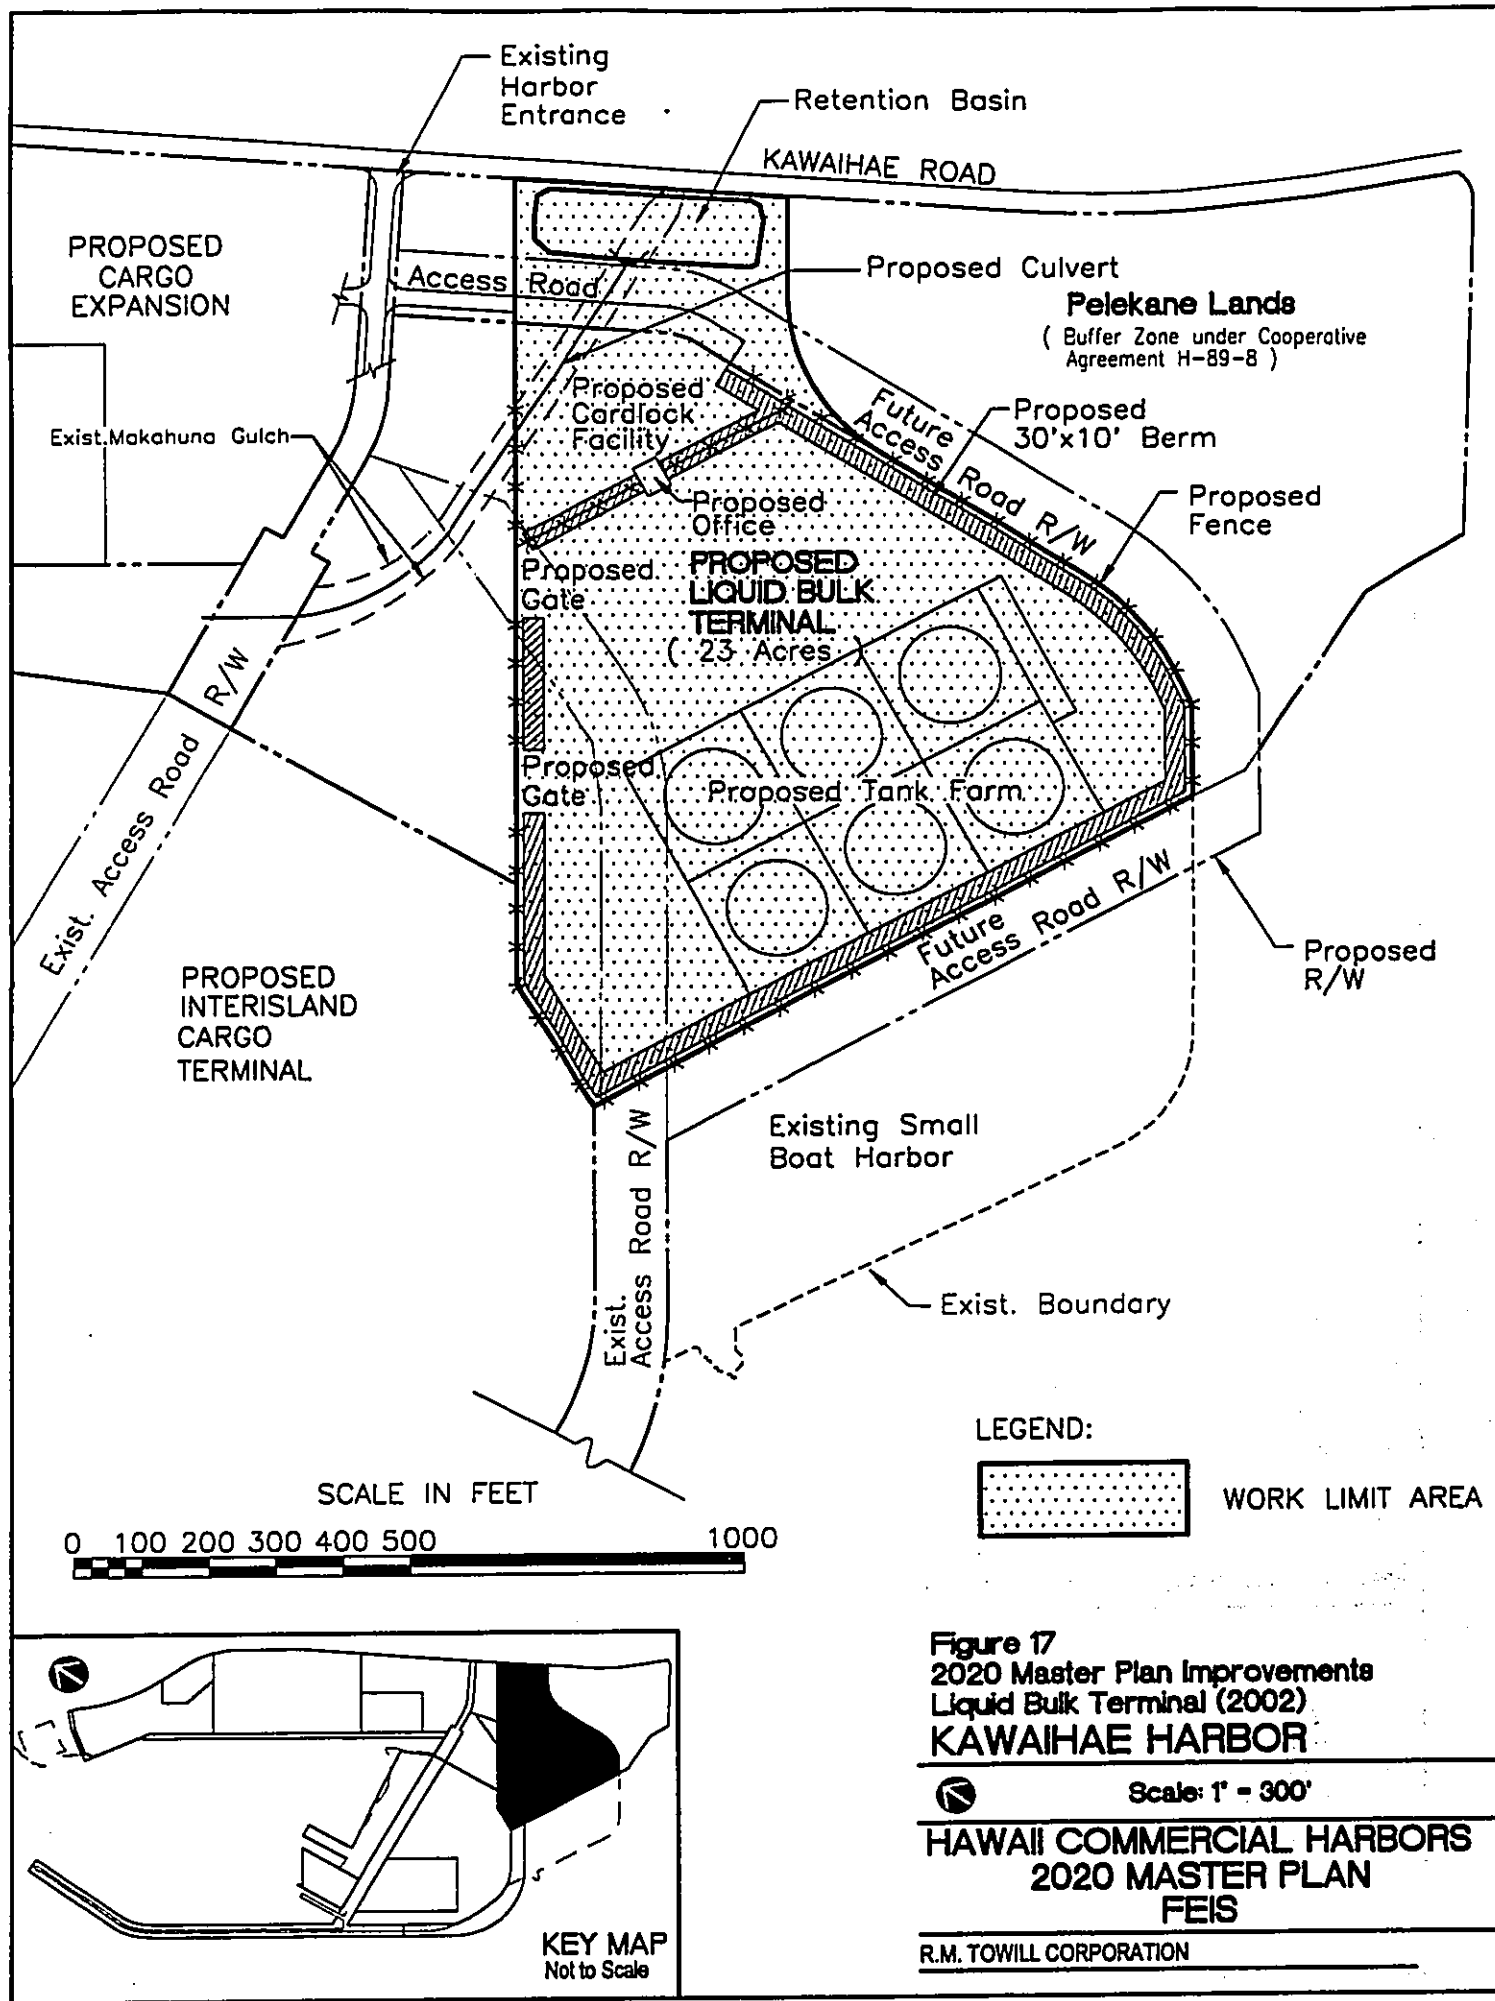 Existing
Harbor
Entrance
Retention Basin
KAWAIHAE ROAD
PROPOSED
CARGO
EXPANSION
Access Road
Proposed Culvert
Pelekane Lands
( Buffer Zone under Cooperative
Agreement H-89-8 )
Proposed
Cardlock
Facility
Future
Access Road R/W
Proposed
30'x10' Berm
Exist.Makahuna Gulch
Proposed
Office
Proposed
Fence
Proposed
Gate
PROPOSED
LIQUID BULK
TERMINAL
( 23 Acres )
R/W
Exist. Access Road
Proposed
Gate
Proposed Tank Farm
Future
Access Road R/W
Proposed
R/W
PROPOSED
INTERISLAND
CARGO
TERMINAL
Existing Small
Boat Harbor
Exist.
Access Road R/W
Exist. Boundary
LEGEND:
WORK LIMIT AREA
SCALE IN FEET
0 100 200 300 400 500 1000
KEY MAP
Not to Scale
Figure 17
2020 Master Plan Improvements
Liquid Bulk Terminal (2002)
KAWAIHAE HARBOR
Scale: 1" = 300'
HAWAII COMMERCIAL HARBORS
2020 MASTER PLAN
FEIS
R.M. TOWILL CORPORATION